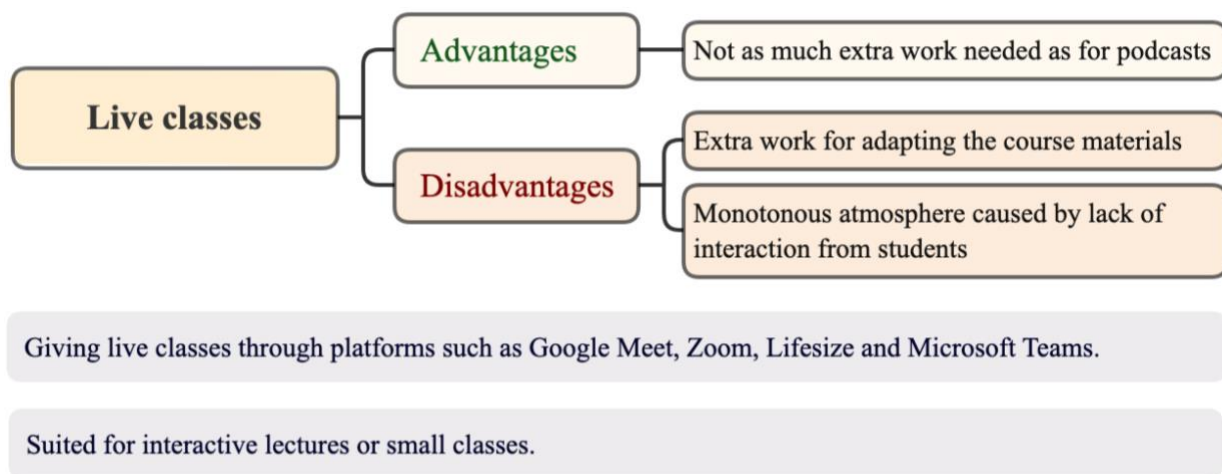 Live classes
Advantages
Not as much extra work needed as for podcasts
Disadvantages
Extra work for adapting the course materials
Monotonous atmosphere caused by lack of
interaction from students
Giving live classes through platforms such as Google Meet, Zoom, Lifesize and Microsoft Teams.
Suited for interactive lectures or small classes.